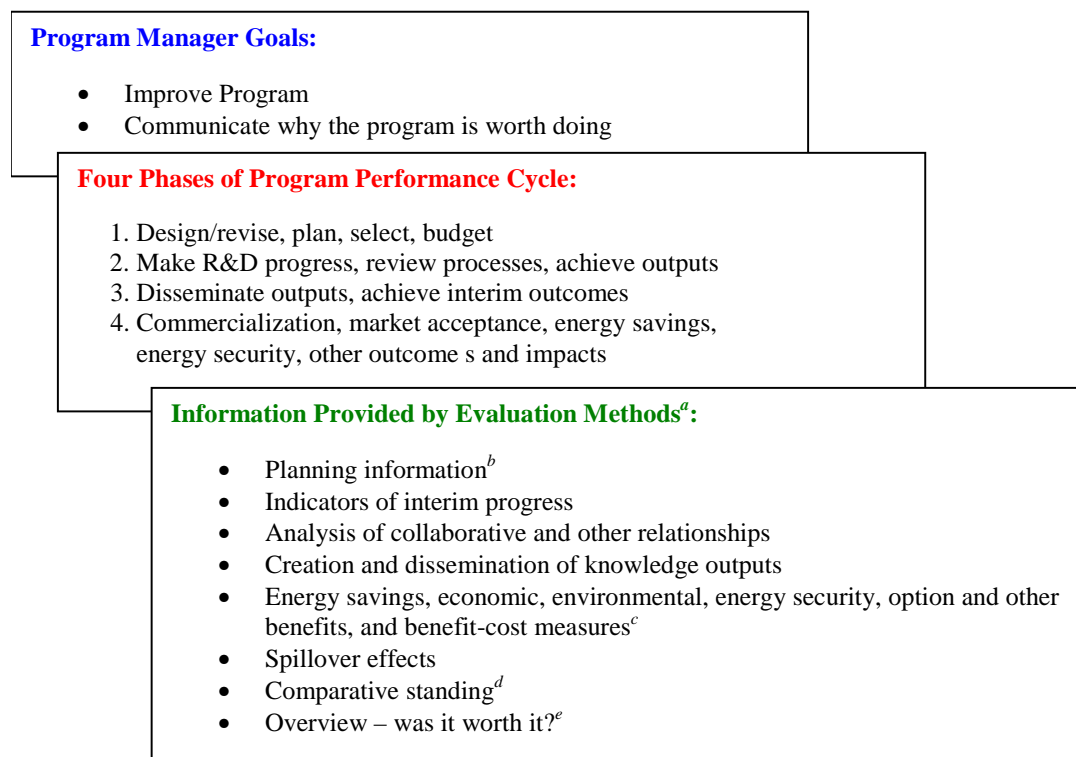 Program Manager Goals:
• Improve Program
• Communicate why the program is worth doing
Four Phases of Program Performance Cycle:
1. Design/revise, plan, select, budget
2. Make R&D progress, review processes, achieve outputs
3. Disseminate outputs, achieve interim outcomes
4. Commercialization, market acceptance, energy savings,
energy security, other outcome s and impacts
Information Provided by Evaluation Methodsᵃ:
• Planning informationᵇ
• Indicators of interim progress
• Analysis of collaborative and other relationships
• Creation and dissemination of knowledge outputs
• Energy savings, economic, environmental, energy security, option and other
benefits, and benefit-cost measuresᶜ
• Spillover effects
• Comparative standingᵈ
• Overview – was it worth it?ᵉ